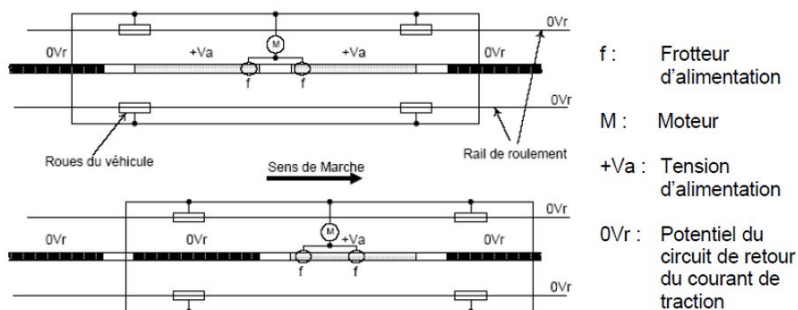 0Vr
0Vr +Va M +Va 0Vr
f f
0Vr
Roues du véhicule
Rail de roulement
Sens de Marche
0Vr
0Vr 0Vr M +Va 0Vr
f f
0Vr
f : Frotteur
d'alimentation
M : Moteur
+Va : Tension
d'alimentation
0Vr : Potentiel du
circuit de retour
du courant de
traction